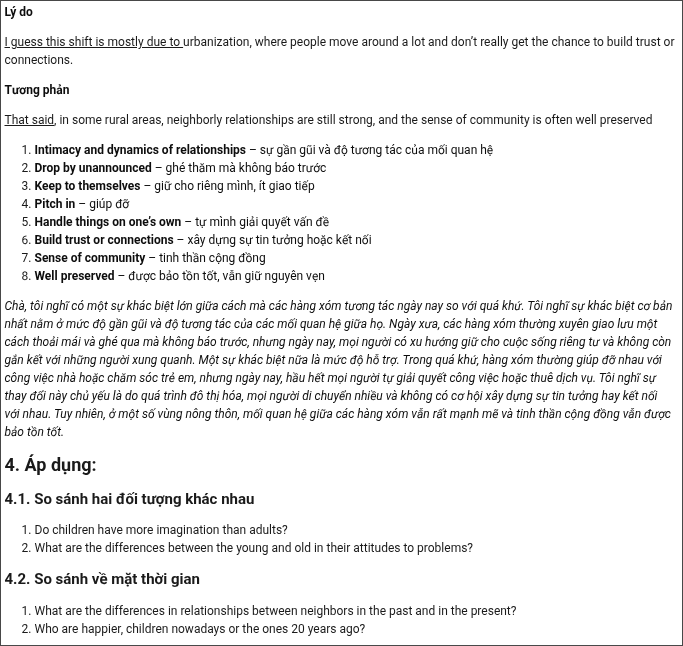 Lý do
I guess this shift is mostly due to urbanization, where people move around a lot and don’t really get the chance to build trust or
connections.
Tương phản
That said, in some rural areas, neighborly relationships are still strong, and the sense of community is often well preserved
1. Intimacy and dynamics of relationships – sự gần gũi và độ tương tác của mối quan hệ
2. Drop by unannounced – ghé thăm mà không báo trước
3. Keep to themselves – giữ cho riêng mình, ít giao tiếp
4. Pitch in – giúp đỡ
5. Handle things on one’s own – tự mình giải quyết vấn đề
6. Build trust or connections – xây dựng sự tin tưởng hoặc kết nối
7. Sense of community – tinh thần cộng đồng
8. Well preserved – được bảo tồn tốt, vẫn giữ nguyên vẹn
Chà, tôi nghĩ có một sự khác biệt lớn giữa cách mà các hàng xóm tương tác ngày nay so với quá khứ. Tôi nghĩ sự khác biệt cơ bản
nhất nằm ở mức độ gần gũi và độ tương tác của các mối quan hệ giữa họ. Ngày xưa, các hàng xóm thường xuyên giao lưu một
cách thoải mái và ghé qua mà không báo trước, nhưng ngày nay, mọi người có xu hướng giữ cho cuộc sống riêng tư và không còn
gắn kết với những người xung quanh. Một sự khác biệt nữa là mức độ hỗ trợ. Trong quá khứ, hàng xóm thường giúp đỡ nhau với
công việc nhà hoặc chăm sóc trẻ em, nhưng ngày nay, hầu hết mọi người tự giải quyết công việc hoặc thuê dịch vụ. Tôi nghĩ sự
thay đổi này chủ yếu là do quá trình đô thị hóa, mọi người di chuyển nhiều và không có cơ hội xây dựng sự tin tưởng hay kết nối
với nhau. Tuy nhiên, ở một số vùng nông thôn, mối quan hệ giữa các hàng xóm vẫn rất mạnh mẽ và tinh thần cộng đồng vẫn được
bảo tồn tốt.
4. Áp dụng:
4.1. So sánh hai đối tượng khác nhau
1. Do children have more imagination than adults?
2. What are the differences between the young and old in their attitudes to problems?
4.2. So sánh về mặt thời gian
1. What are the differences in relationships between neighbors in the past and in the present?
2. Who are happier, children nowadays or the ones 20 years ago?